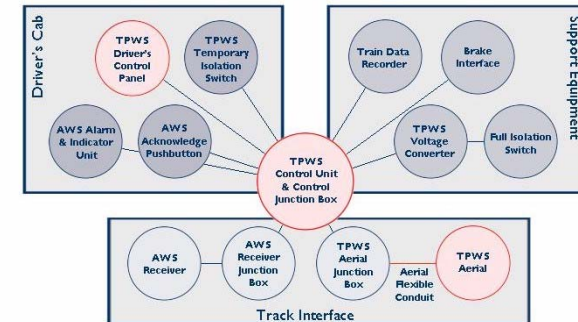 Driver's Cab
TPWS
Driver's
Control
Panel
TPWS
Temporary
Isolation
Switch
AWS Alarm
& Indicator
Unit
AWS
Acknowledge
Pushbutton
Support Equipment
Train Data
Recorder
Brake
Interface
TPWS
Voltage
Converter
Full Isolation
Switch
TPWS
Control Unit
& Control
Junction Box
AWS
Receiver
AWS
Receiver
Junction
Box
TPWS
Aerial
Junction
Box
Aerial
Flexible
Conduit
TPWS
Aerial
Track Interface